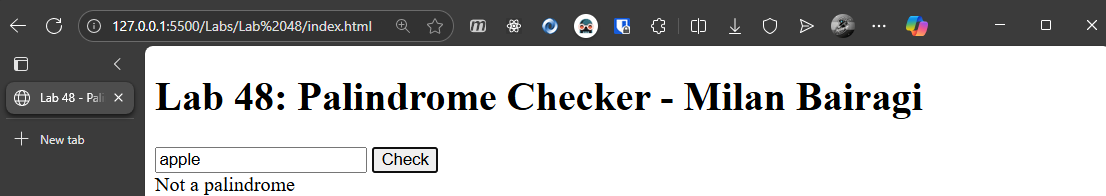 127.0.0.1:5500/Labs/Lab%2048/index.html
Lab 48 - Pali
New tab
Lab 48: Palindrome Checker - Milan Bairagi
apple Check
Not a palindrome